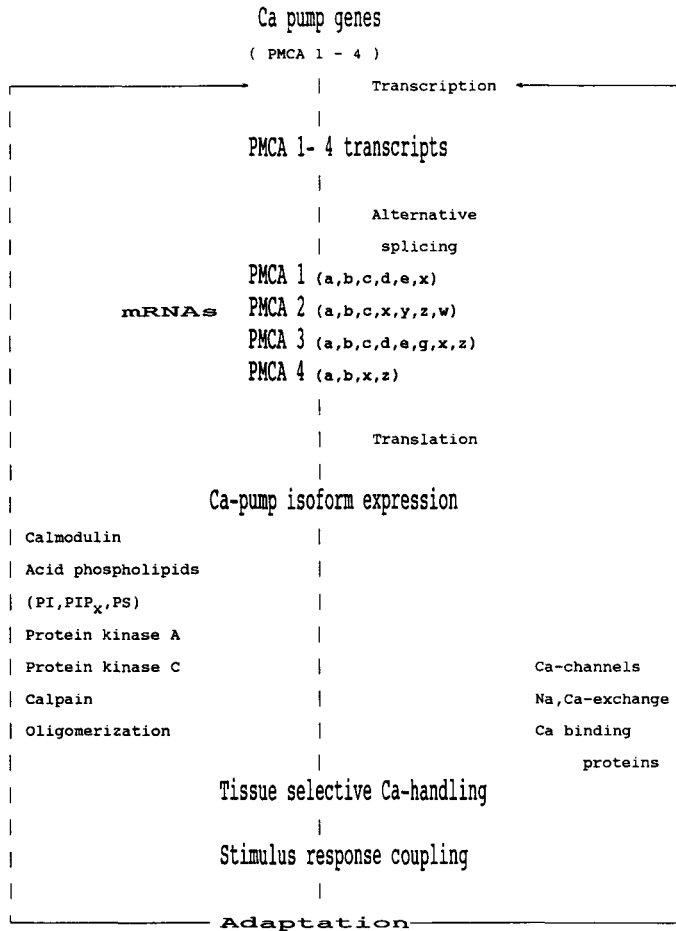 Ca pump genes
( PMCA 1 - 4 )
Transcription
PMCA 1- 4 transcripts
Alternative
splicing
PMCA 1 (a,b,c,d,e,x)
mRNAs PMCA 2 (a,b,c,x,y,z,w)
PMCA 3 (a,b,c,d,e,g,x,z)
PMCA 4 (a,b,x,z)
Translation
Ca-pump isoform expression
Calmodulin
Acid phospholipids
(PI,PIPx,PS)
Protein kinase A
Protein kinase C Ca-channels
Calpain Na,Ca-exchange
Oligomerization Ca binding
proteins
Tissue selective Ca-handling
Stimulus response coupling
Adaptation